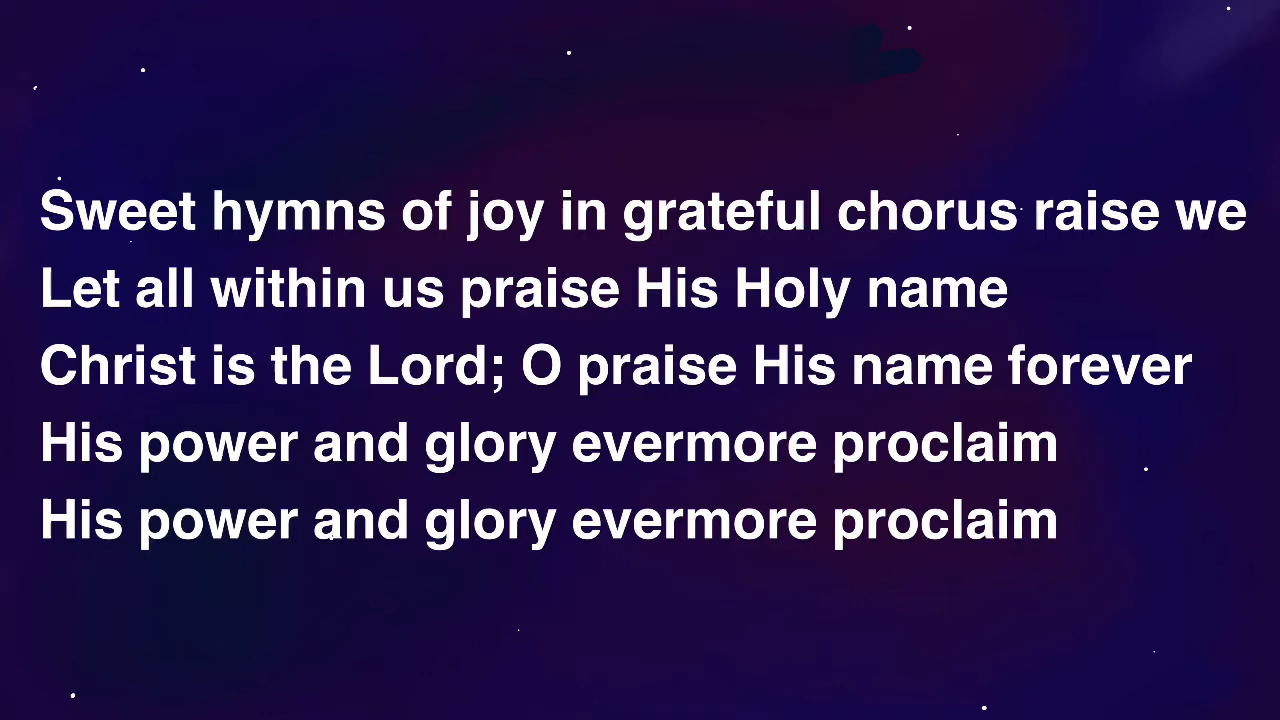 Sweet hymns of joy in grateful chorus raise we
Let all within us praise His Holy name
Christ is the Lord; O praise His name forever
His power and glory evermore proclaim
His power and glory evermore proclaim